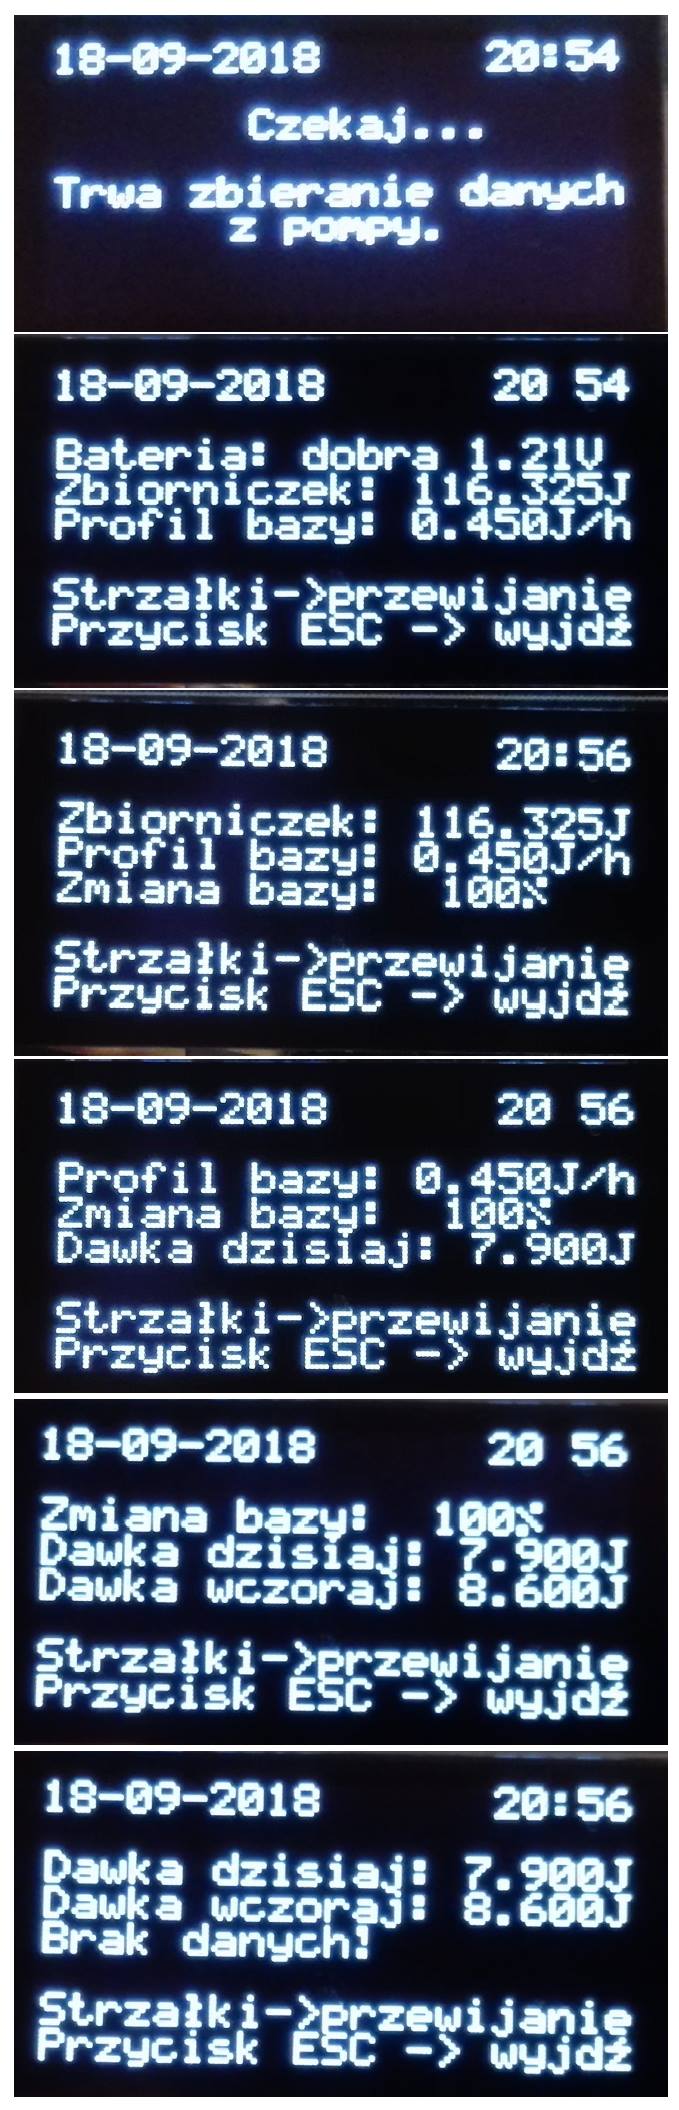 18-09-2018 20:54
Czekaj...
Trwa zbieranie danych
z pompy.
18-09-2018 20 54
Bateria: dobra 1.21V
Zbiorniczek: 116.325J
Profil bazy: 0.450J/h
Strzałki->przewijanie
Przycisk ESC -> wyjdź
18-09-2018 20:56
Zbiorniczek: 116.325J
Profil bazy: 0.450J/h
Zmiana bazy: 100%
Strzałki->przewijanie
Przycisk ESC -> wyjdź
18-09-2018 20 56
Profil bazy: 0.450J/h
Zmiana bazy: 100%
Dawka dzisiaj: 7.900J
Strzałki->przewijanie
Przycisk ESC -> wyjdź
18-09-2018 20 56
Zmiana bazy: 100%
Dawka dzisiaj: 7.900J
Dawka wczoraj: 8.600J
Strzałki->przewijanie
Przycisk ESC -> wyjdź
18-09-2018 20:56
Dawka dzisiaj: 7.900J
Dawka wczoraj: 8.600J
Brak danych!
Strzałki->przewijanie
Przycisk ESC -> wyjdź